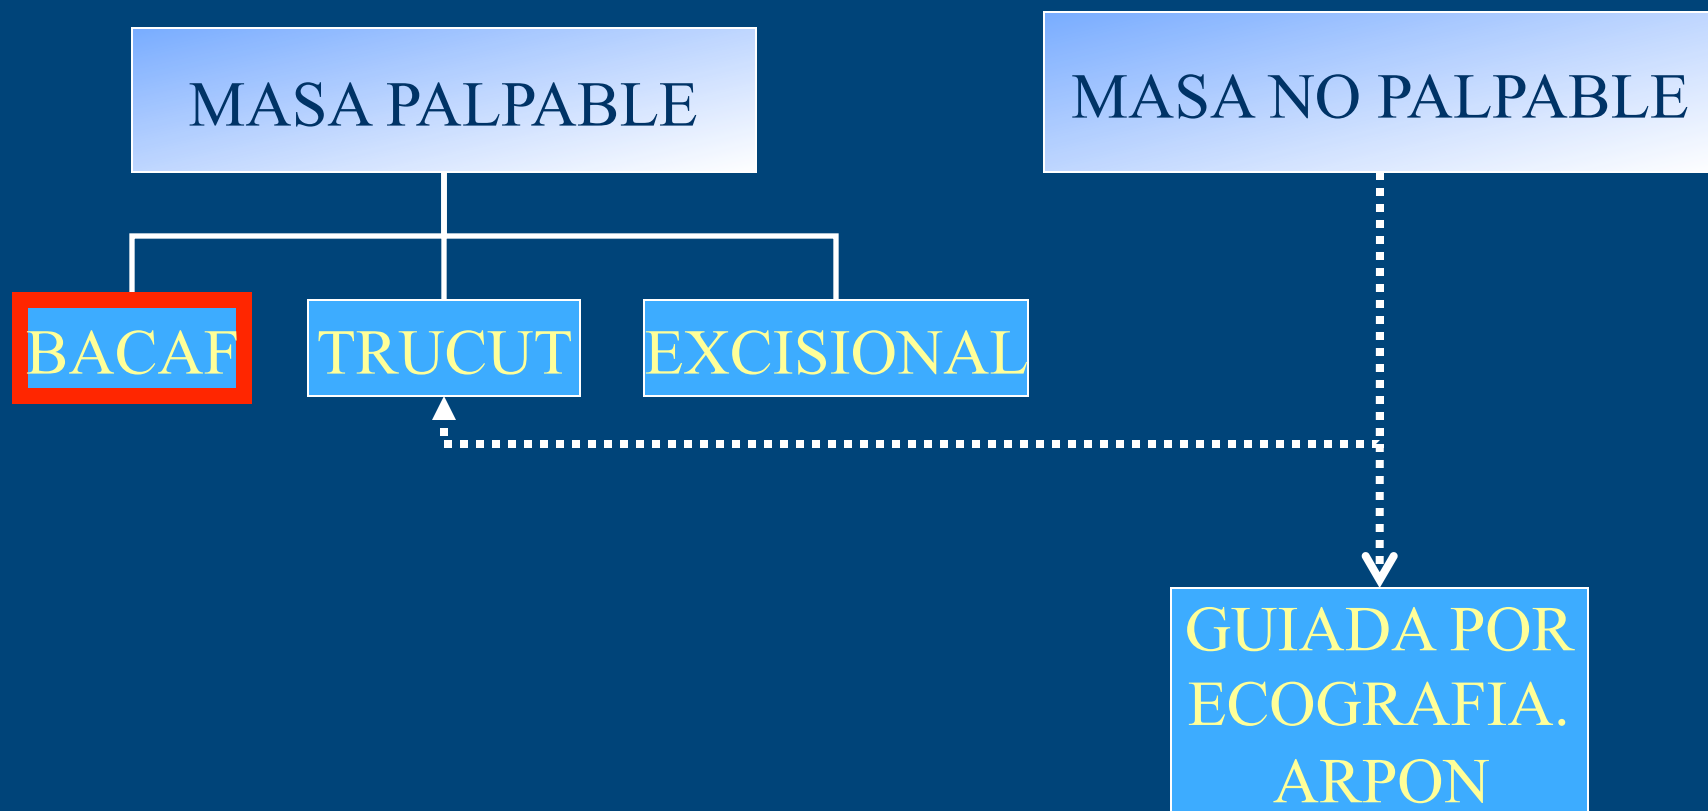 MASA PALPABLE
MASA NO PALPABLE
BACAF
TRUCUT
EXCISIONAL
GUIADA POR
ECOGRAFIA.
ARPON